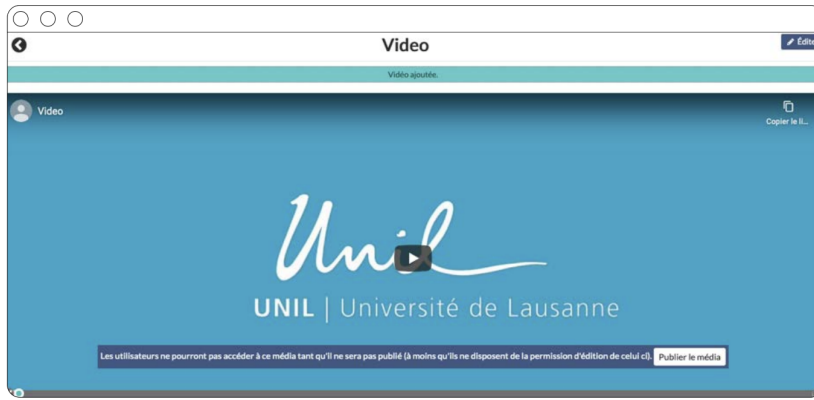 Video
Édite
Vidéo ajoutée.
Video
Copier le li...
Unil
UNIL | Université de Lausanne
Les utilisateurs ne pourront pas accéder à ce média tant qu'il ne sera pas publié (à moins qu'ils ne disposent de la permission d'édition de celui ci). Publier le média